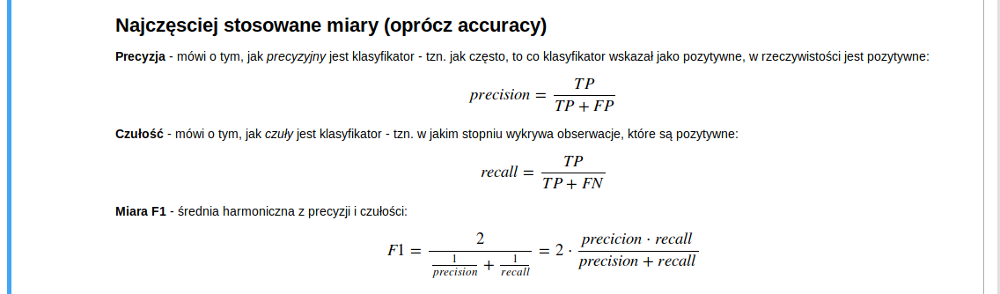 Najczęsciej stosowane miary (oprócz accuracy)
Precyzja - mówi o tym, jak precyzyjny jest klasyfikator - tzn. jak często, to co klasyfikator wskazał jako pozytywne, w rzeczywistości jest pozytywne:
precision = \frac{TP}{TP + FP}
Czułość - mówi o tym, jak czuły jest klasyfikator - tzn. w jakim stopniu wykrywa obserwacje, które są pozytywne:
recall = \frac{TP}{TP + FN}
Miara F1 - średnia harmoniczna z precyzji i czułości:
F1 = \frac{2}{\frac{1}{precision} + \frac{1}{recall}} = 2 \cdot \frac{precicion \cdot recall}{precision + recall}